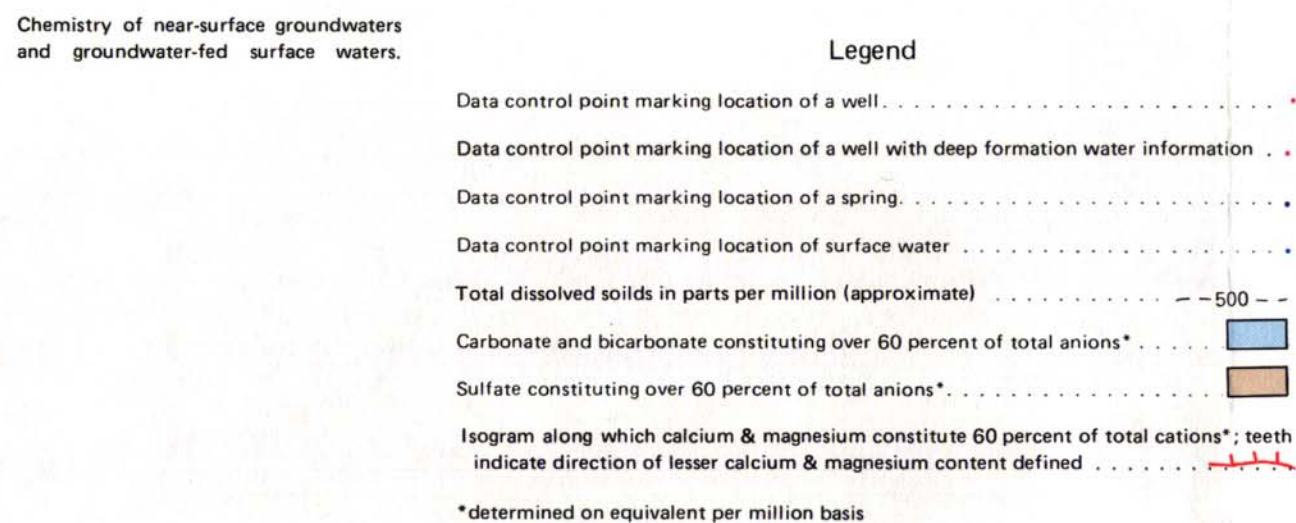 Chemistry of near-surface groundwaters
and groundwater-fed surface waters.
Legend
Data control point marking location of a well. . . . . . . . . . . . . . . . . . . . . . . . . .
Data control point marking location of a well with deep formation water information . .
Data control point marking location of a spring. . . . . . . . . . . . . . . . . . . . . . . .
Data control point marking location of surface water . . . . . . . . . . . . . . . . . . . .
Total dissolved soilds in parts per million (approximate) . . . . . . . . . . . . – –500 – –
Carbonate and bicarbonate constituting over 60 percent of total anions* . . . . .
Sulfate constituting over 60 percent of total anions*. . . . . . . . . . . . . . . . .
Isogram along which calcium & magnesium constitute 60 percent of total cations*; teeth
indicate direction of lesser calcium & magnesium content defined . . . . . . .
*determined on equivalent per million basis